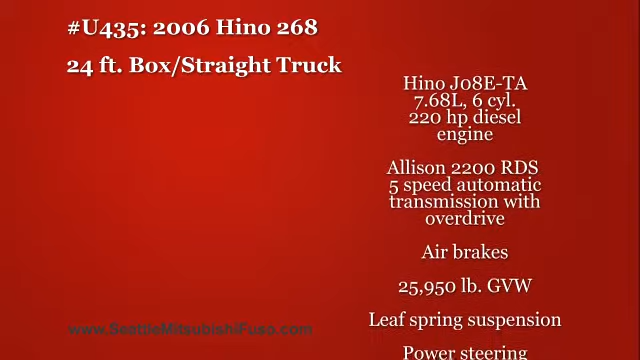 #U435: 2006 Hino 268
24 ft. Box/Straight Truck
Hino J08E-TA
7.68L, 6 cyl.
220 hp diesel
engine
Allison 2200 RDS
5 speed automatic
transmission with
overdrive
Air brakes
25,950 lb. GVW
Leaf spring suspension
Power steering
www.SeattleMitsubishiFuso.com